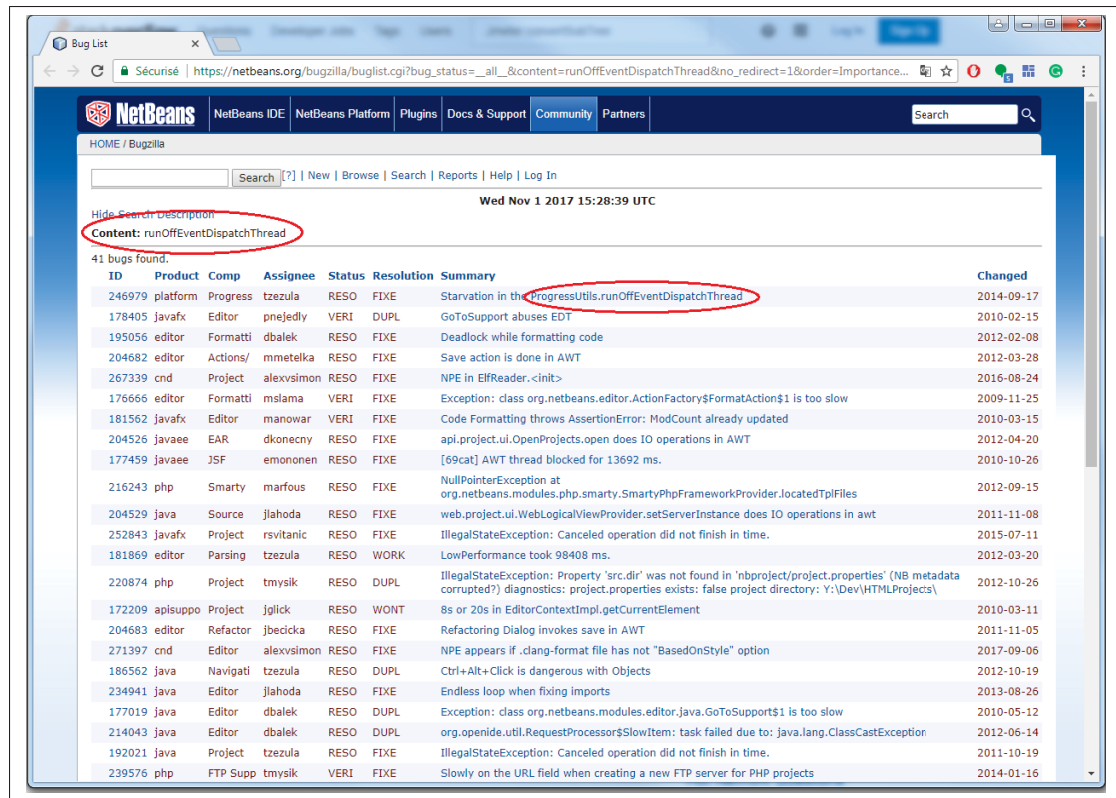 Bug List
Sécurisé | https://netbeans.org/bugzilla/buglist.cgi?bug_status=__all__&content=runOffEventDispatchThread&no_redirect=1&order=Importance...
5
NetBeans NetBeans IDE NetBeans Platform Plugins Docs & Support Community Partners Search
HOME / Bugzilla
Search [?] | New | Browse | Search | Reports | Help | Log In
Wed Nov 1 2017 15:28:39 UTC
Hide Search Description
Content: runOffEventDispatchThread
41 bugs found.
ID Product Comp Assignee Status Resolution Summary Changed
246979 platform Progress tzezula RESO FIXE Starvation in the ProgressUtils.runOffEventDispatchThread 2014-09-17
178405 javafx Editor pnejedly VERI DUPL GoToSupport abuses EDT 2010-02-15
195056 editor Formatti dbalek RESO FIXE Deadlock while formatting code 2012-02-08
204682 editor Actions/ mmetelka RESO FIXE Save action is done in AWT 2012-03-28
267339 cnd Project alexvsimon RESO FIXE NPE in ElfReader.<init> 2016-08-24
176666 editor Formatti mslama VERI FIXE Exception: class org.netbeans.editor.ActionFactory$FormatAction$1 is too slow 2009-11-25
181562 javafx Editor manowar VERI FIXE Code Formatting throws AssertionError: ModCount already updated 2010-03-15
204526 javaee EAR dkonecny RESO FIXE api.project.ui.OpenProjects.open does IO operations in AWT 2012-04-20
177459 javaee JSF emononen RESO FIXE [69cat] AWT thread blocked for 13692 ms. 2010-10-26
216243 php Smarty marfous RESO FIXE NullPointerException at
org.netbeans.modules.php.smarty.SmartyPhpFrameworkProvider.locatedTplFiles 2012-09-15
204529 java Source jlahoda RESO FIXE web.project.ui.WebLogicalViewProvider.setServerInstance does IO operations in awt 2011-11-08
252843 javafx Project rsvitanic RESO FIXE IllegalStateException: Canceled operation did not finish in time. 2015-07-11
181869 editor Parsing tzezula RESO WORK LowPerformance took 98408 ms. 2012-03-20
220874 php Project tmysik RESO DUPL IllegalStateException: Property 'src.dir' was not found in 'nbproject/project.properties' (NB metadata
corrupted?) diagnostics: project.properties exists: false project directory: Y:\Dev\HTMLProjects\ 2012-10-26
172209 apisuppo Project jglick RESO WONT 8s or 20s in EditorContextImpl.getCurrentElement 2010-03-11
204683 editor Refactor jbecicka RESO FIXE Refactoring Dialog invokes save in AWT 2011-11-05
271397 cnd Editor alexvsimon RESO FIXE NPE appears if .clang-format file has not "BasedOnStyle" option 2017-09-06
186562 java Navigati tzezula RESO DUPL Ctrl+Alt+Click is dangerous with Objects 2012-10-19
234941 java Editor jlahoda RESO FIXE Endless loop when fixing imports 2013-08-26
177019 java Editor dbalek RESO DUPL Exception: class org.netbeans.modules.editor.java.GoToSupport$1 is too slow 2010-05-12
214043 java Editor dbalek RESO DUPL org.openide.util.RequestProcessor$SlowItem: task failed due to: java.lang.ClassCastException 2012-06-14
192021 java Project tzezula RESO FIXE IllegalStateException: Canceled operation did not finish in time. 2011-10-19
239576 php FTP Supp tmysik VERI FIXE Slowly on the URL field when creating a new FTP server for PHP projects 2014-01-16